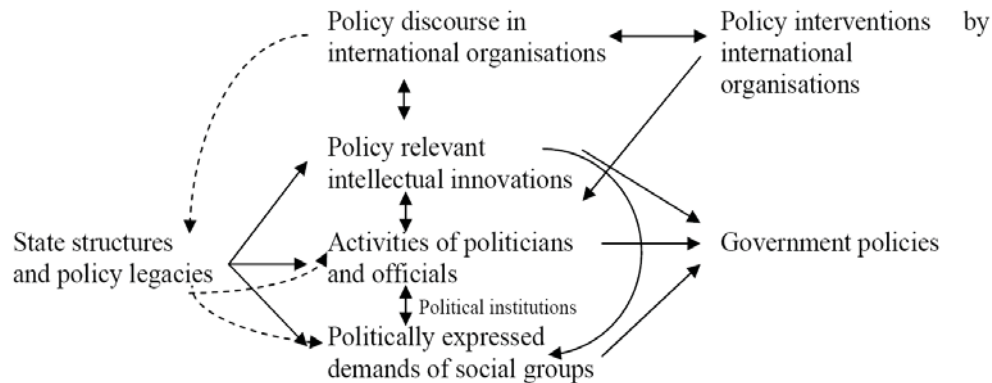 Policy discourse in
international organisations
Policy interventions by
international
organisations
Policy relevant
intellectual innovations
State structures
and policy legacies
Activities of politicians
and officials
Government policies
Political institutions
Politically expressed
demands of social groups